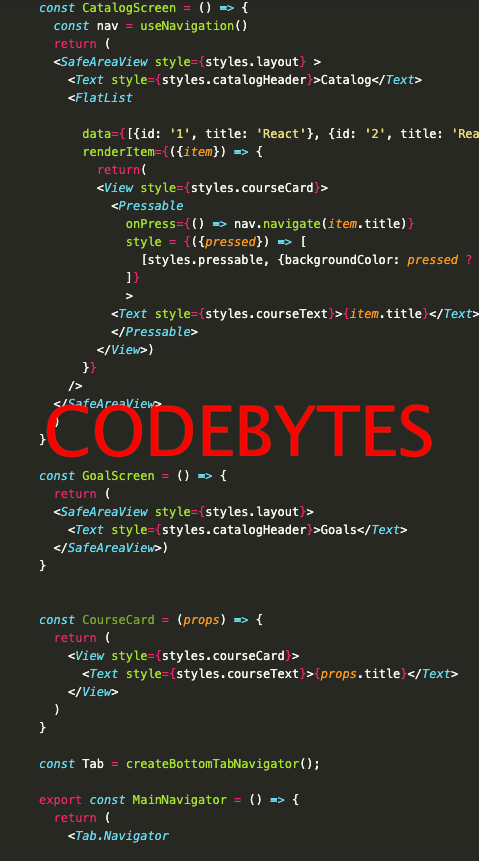 const CatalogScreen = () => {
  const nav = useNavigation()
  return (
  <SafeAreaView style={styles.layout} >
    <Text style={styles.catalogHeader}>Catalog</Text>
    <FlatList

      data={[{id: '1', title: 'React'}, {id: '2', title: 'Rea
      renderItem={({item}) => {
        return(
        <View style={styles.courseCard}>
          <Pressable
            onPress={() => nav.navigate(item.title)}
            style = {({pressed}) => [
              [styles.pressable, {backgroundColor: pressed ?
            ]}
            >
          <Text style={styles.courseText}>{item.title}</Text>
          </Pressable>
        </View>)
      }}
    />
  </SafeAreaView>
  )
}
CODEBYTES
const GoalScreen = () => {
  return (
  <SafeAreaView style={styles.layout}>
    <Text style={styles.catalogHeader}>Goals</Text>
  </SafeAreaView>)
}

const CourseCard = (props) => {
  return (
    <View style={styles.courseCard}>
      <Text style={styles.courseText}>{props.title}</Text>
    </View>
  )
}

const Tab = createBottomTabNavigator();

export const MainNavigator = () => {
  return (
    <Tab.Navigator